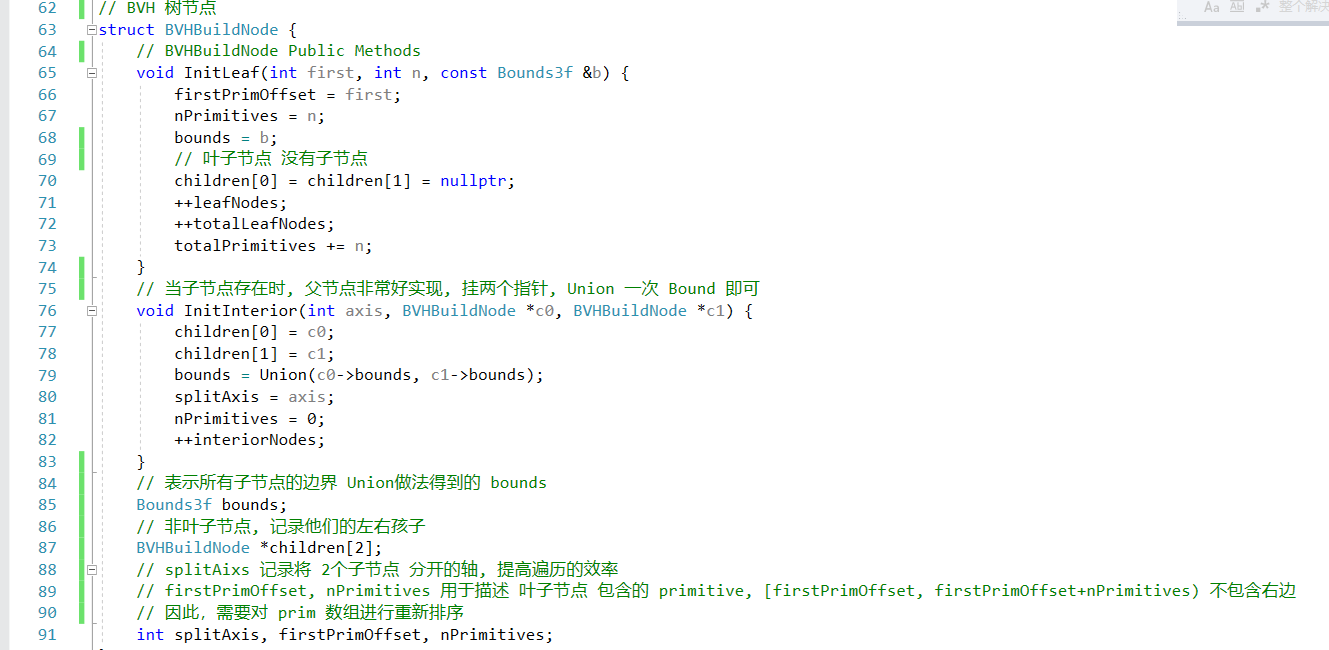 62 // BVH 树节点
63 struct BVHBuildNode {
64 // BVHBuildNode Public Methods
65 void InitLeaf(int first, int n, const Bounds3f &b) {
66 firstPrimOffset = first;
67 nPrimitives = n;
68 bounds = b;
69 // 叶子节点 没有子节点
70 children[0] = children[1] = nullptr;
71 ++leafNodes;
72 ++totalLeafNodes;
73 totalPrimitives += n;
74 }
75 // 当子节点存在时, 父节点非常好实现, 挂两个指针, Union 一次 Bound 即可
76 void InitInterior(int axis, BVHBuildNode *c0, BVHBuildNode *c1) {
77 children[0] = c0;
78 children[1] = c1;
79 bounds = Union(c0->bounds, c1->bounds);
80 splitAxis = axis;
81 nPrimitives = 0;
82 ++interiorNodes;
83 }
84 // 表示所有子节点的边界 Union做法得到的 bounds
85 Bounds3f bounds;
86 // 非叶子节点, 记录他们的左右孩子
87 BVHBuildNode *children[2];
88 // splitAixs 记录将 2个子节点 分开的轴, 提高遍历的效率
89 // firstPrimOffset, nPrimitives 用于描述 叶子节点 包含的 primitive, [firstPrimOffset, firstPrimOffset+nPrimitives) 不包含右边
90 // 因此, 需要对 prim 数组进行重新排序
91 int splitAxis, firstPrimOffset, nPrimitives;
Aa Ab .* 整个解决